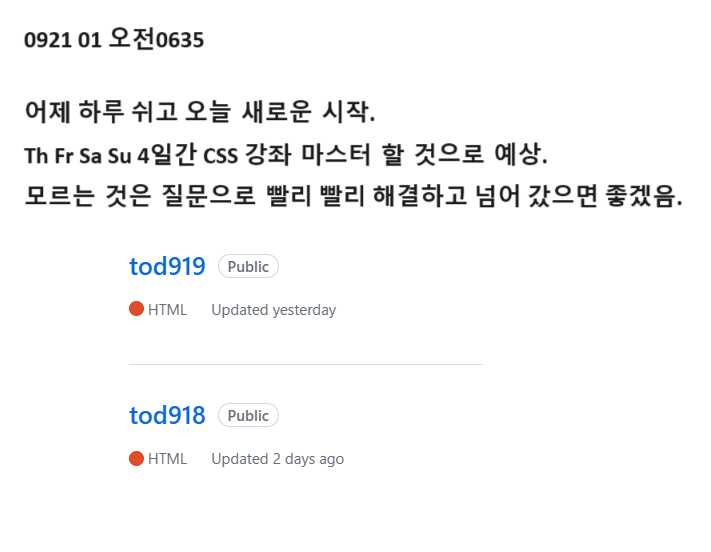 0921 01 오전0635
어제 하루 쉬고 오늘 새로운 시작.
Th Fr Sa Su 4일간 CSS 강좌 마스터 할 것으로 예상.
모르는 것은 질문으로 빨리 빨리 해결하고 넘어 갔으면 좋겠음.
tod919 Public
HTML Updated yesterday
tod918 Public
HTML Updated 2 days ago